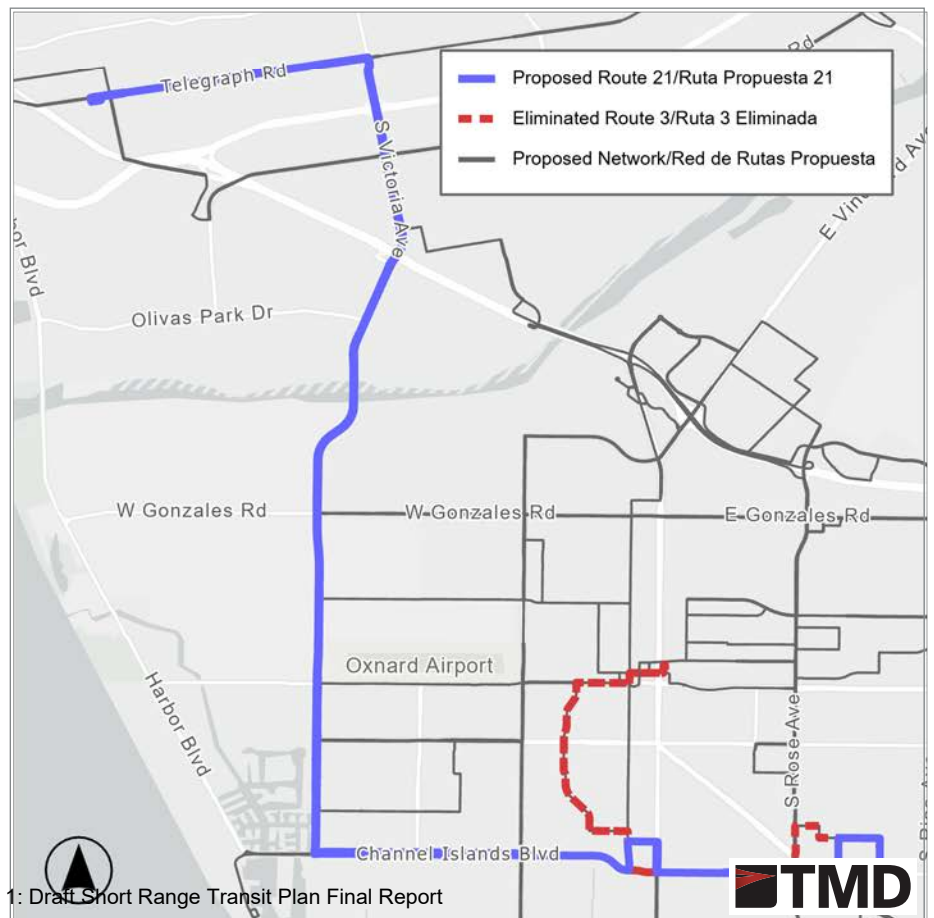 Telegraph Rd
Rd
Proposed Route 21/Ruta Propuesta 21
Eliminated Route 3/Ruta 3 Eliminada
Proposed Network/Red de Rutas Propuesta
S Victoria Ave
E Vineyard Ave
bor Blvd
Olivas Park Dr
W Gonzales Rd
W Gonzales Rd
E Gonzales Rd
Oxnard Airport
Harbor Blvd
S Rose Ave
Channel Islands Blvd
1: Draft Short Range Transit Plan Final Report
TMD